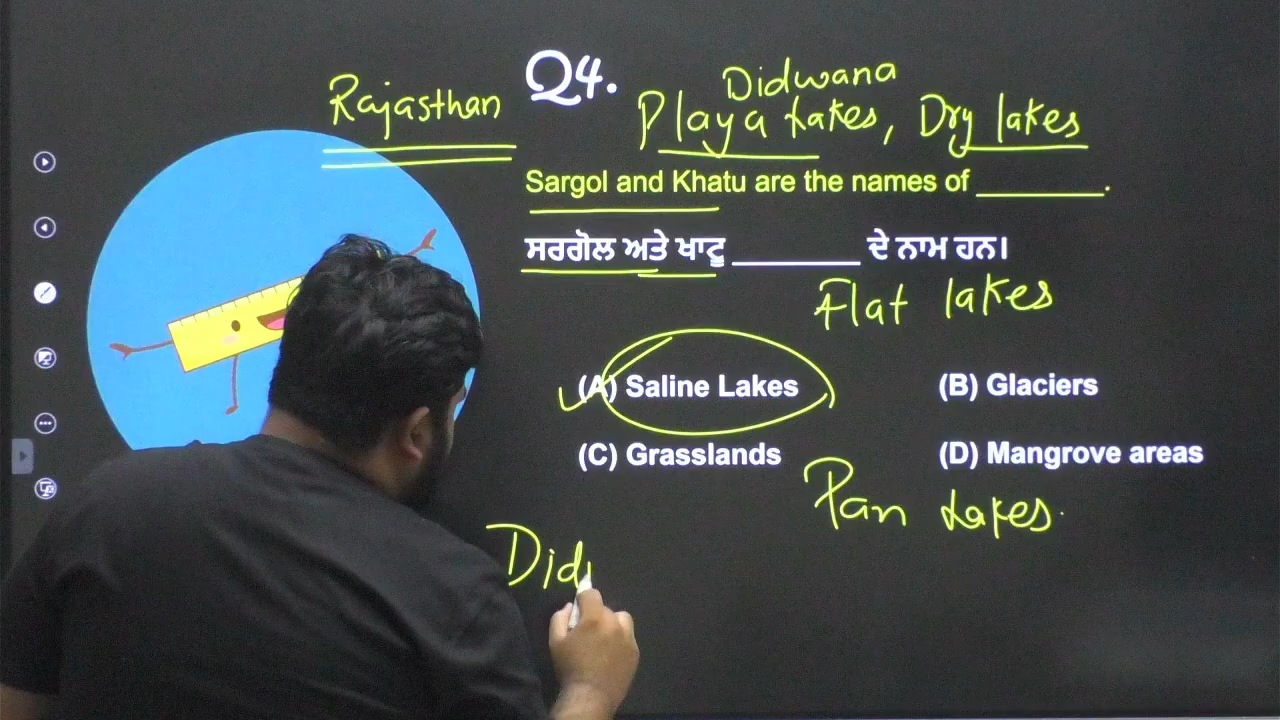 Rajasthan
Q4.
Didwana
Playa Lakes, Dry lakes
Sargol and Khatu are the names of ________.
ਸਰਗੋਲ ਅਤੇ ਖਾਟੂ ________ ਦੇ ਨਾਮ ਹਨ।
Flat lakes
(A) Saline Lakes
(B) Glaciers
(C) Grasslands
(D) Mangrove areas
Pan Lakes.
Did